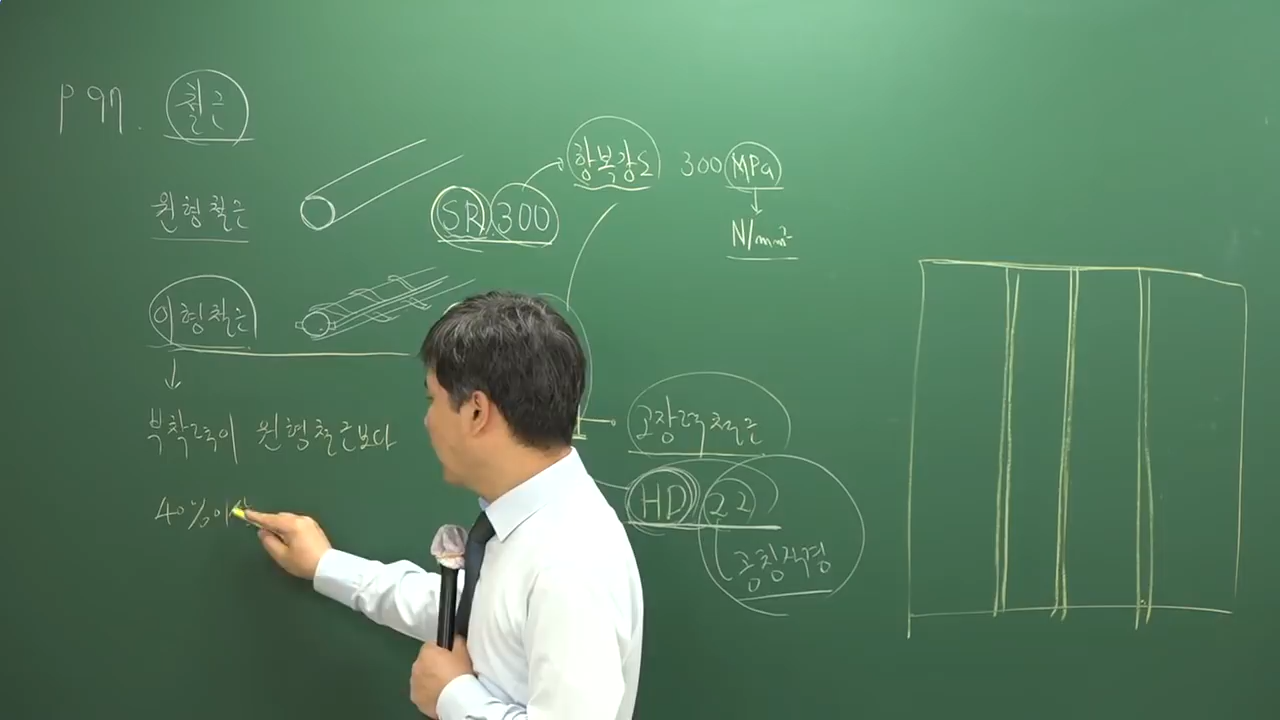 P 97. 철근
원형철근
SR 300
항복강도 300 MPa
N/mm²
이형철근
부착력이 원형철근보다
40% 이상
고장력철근
HD 22
공칭직경